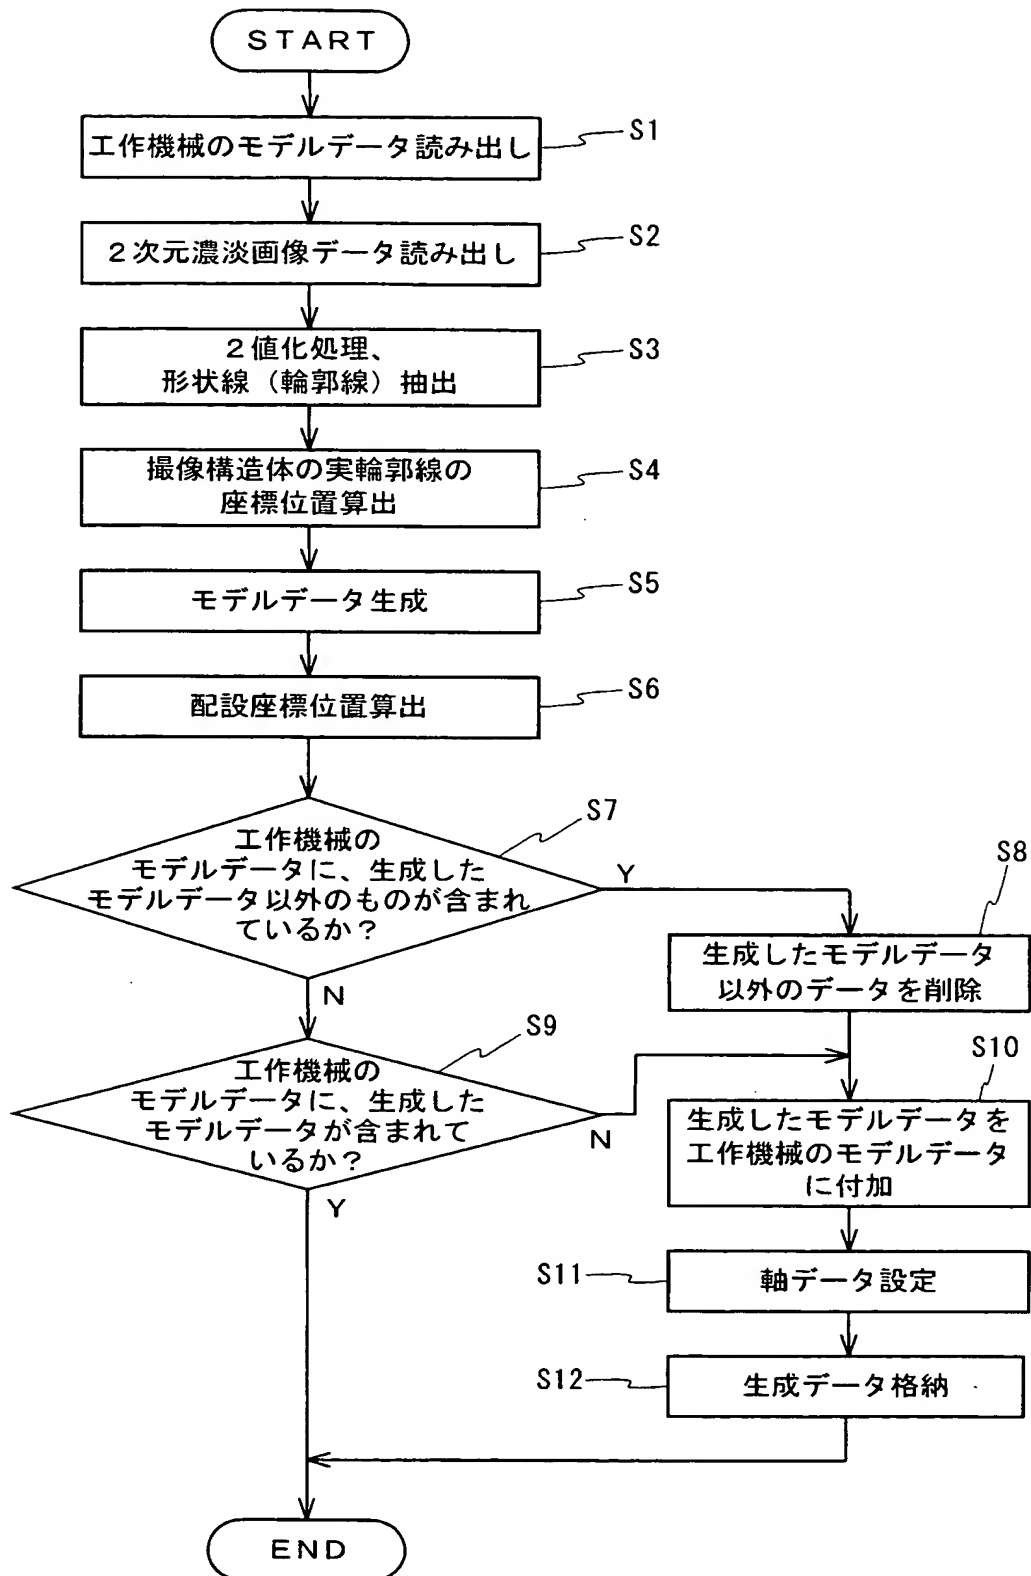 START
工作機械のモデルデータ読み出し
S1
２次元濃淡画像データ読み出し
S2
２値化処理、
形状線（輪郭線）抽出
S3
撮像構造体の実輪郭線の
座標位置算出
S4
モデルデータ生成
S5
配設座標位置算出
S6
工作機械の
モデルデータに、生成した
モデルデータ以外のものが含まれ
ているか？
S7
Y
N
生成したモデルデータ
以外のデータを削除
S8
工作機械の
モデルデータに、生成した
モデルデータが含まれて
いるか？
S9
N
Y
生成したモデルデータを
工作機械のモデルデータ
に付加
S10
軸データ設定
S11
生成データ格納
S12
END